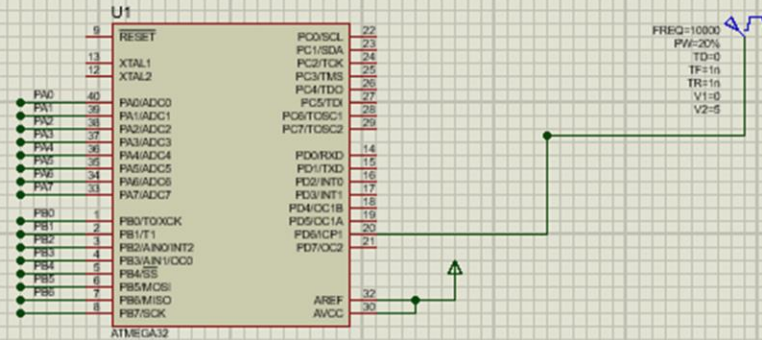 U1
9 RESET
13 XTAL1
12 XTAL2
PA0 40 PA0/ADC0
PA1 39 PA1/ADC1
PA2 38 PA2/ADC2
PA3 37 PA3/ADC3
PA4 36 PA4/ADC4
PA5 35 PA5/ADC5
PA6 34 PA6/ADC6
PA7 33 PA7/ADC7
PB0 1 PB0/T0/XCK
PB1 2 PB1/T1
PB2 3 PB2/AIN0/INT2
PB3 4 PB3/AIN1/OC0
PB4 5 PB4/SS
PB5 6 PB5/MOSI
PB6 7 PB6/MISO
8 PB7/SCK
ATMEGA32
PC0/SCL 22
PC1/SDA 23
PC2/TCK 24
PC3/TMS 25
PC4/TDO 26
PC5/TDI 27
PC6/TOSC1 28
PC7/TOSC2 29
PD0/RXD 14
PD1/TXD 15
PD2/INT0 16
PD3/INT1 17
PD4/OC1B 18
PD5/OC1A 19
PD6/ICP1 20
PD7/OC2 21
AREF 32
AVCC 30
FREQ=10000
PW=20%
TD=0
TF=1n
TR=1n
V1=0
V2=5